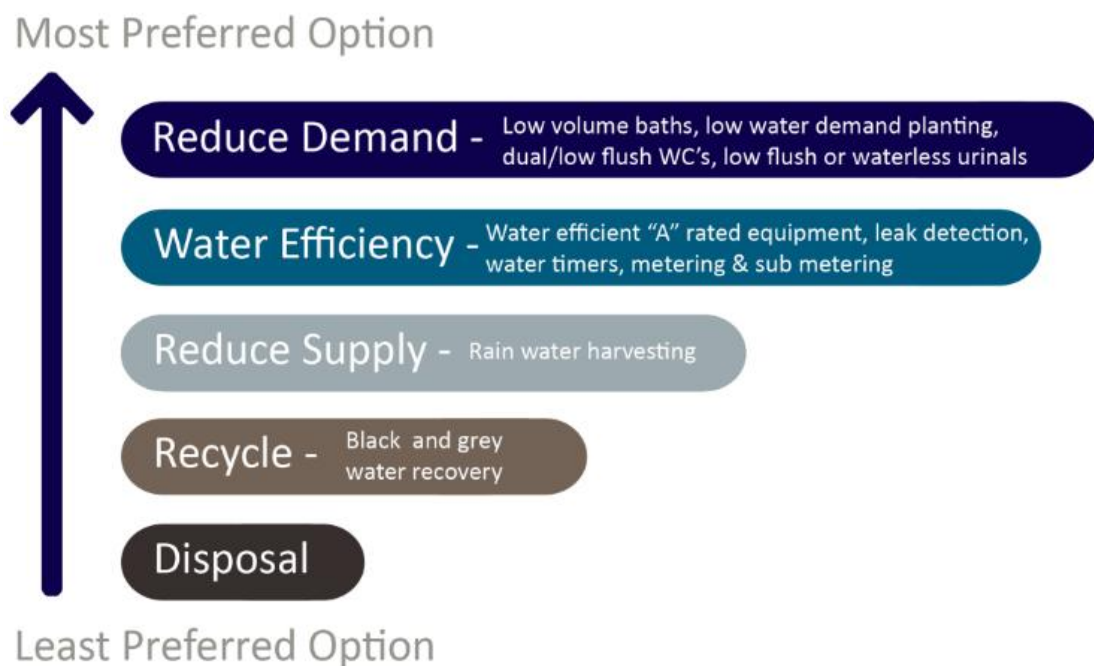 Most Preferred Option
Reduce Demand - Low volume baths, low water demand planting,
dual/low flush WC's, low flush or waterless urinals
Water Efficiency - Water efficient “A” rated equipment, leak detection,
water timers, metering & sub metering
Reduce Supply - Rain water harvesting
Recycle - Black and grey
water recovery
Disposal
Least Preferred Option